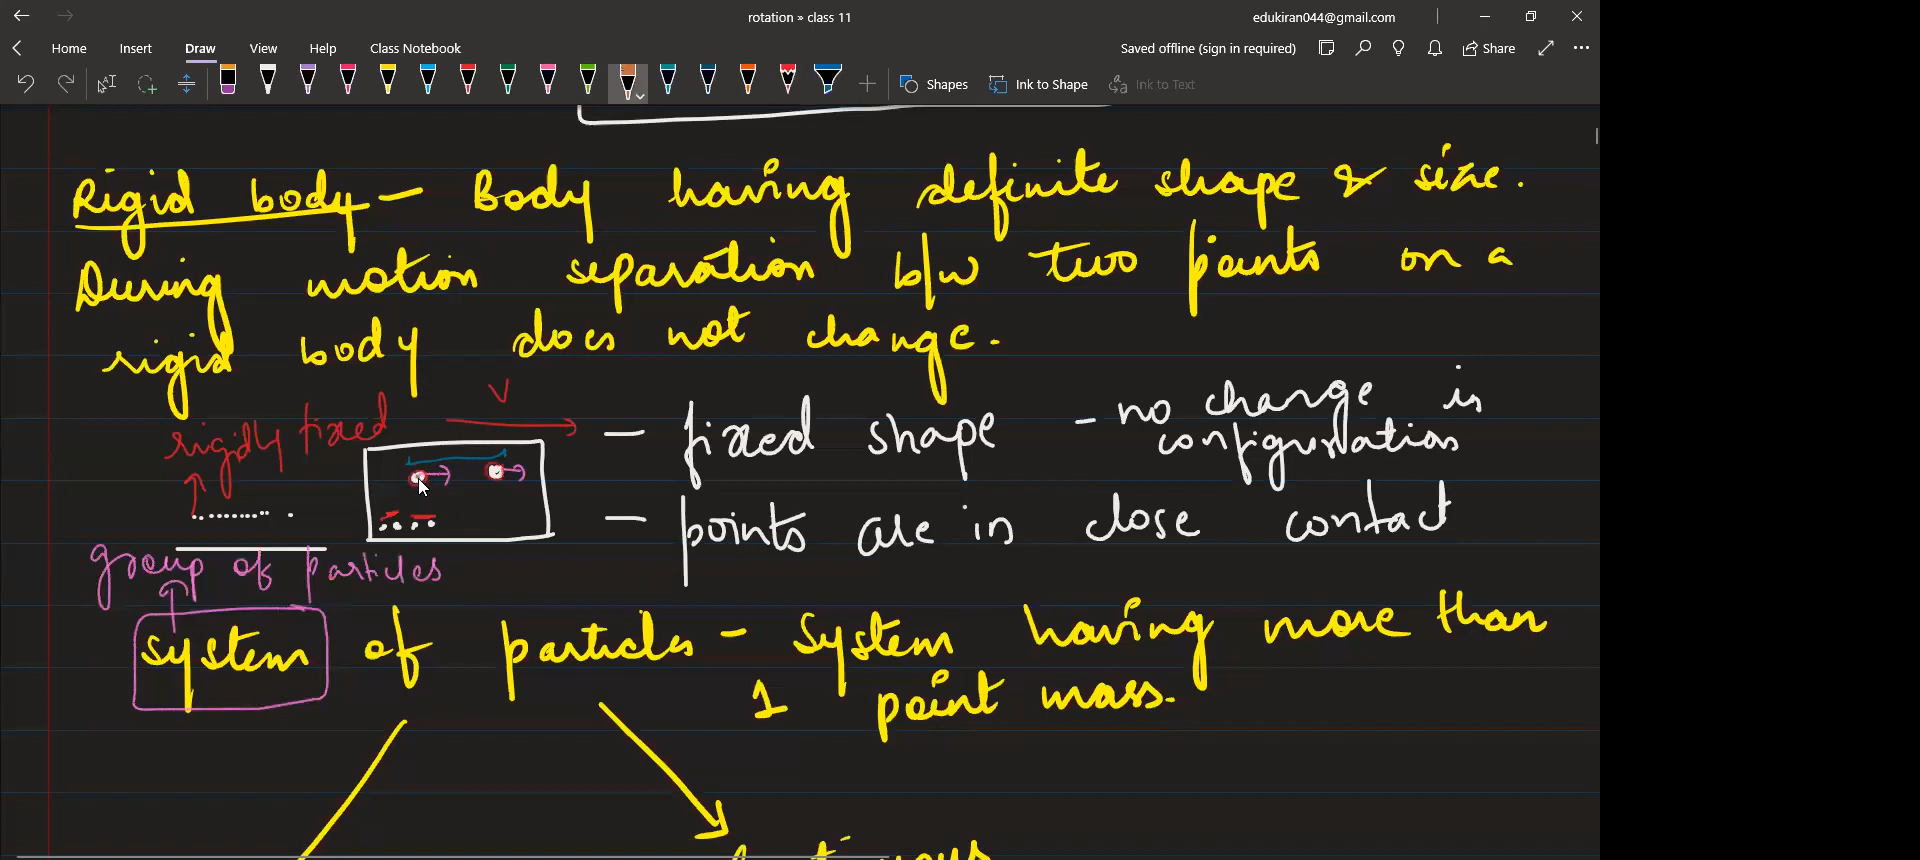 rotation » class 11
edukiran044@gmail.com
Home Insert Draw View Help Class Notebook
Saved offline (sign in required)
Share
Shapes
Ink to Shape
Ink to Text
Rigid body - Body having definite shape & size.
During motion separation b/w two points on a
rigid body does not change.
rigidly fixed
V
- fixed shape - no change is
configuration
- points are in close contact
group of particles
system of particles - system having more than
1 point mass.